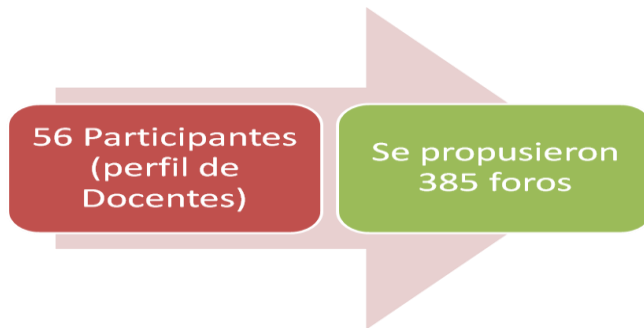 56 Participantes
(perfil de
Docentes)
Se propusieron
385 foros